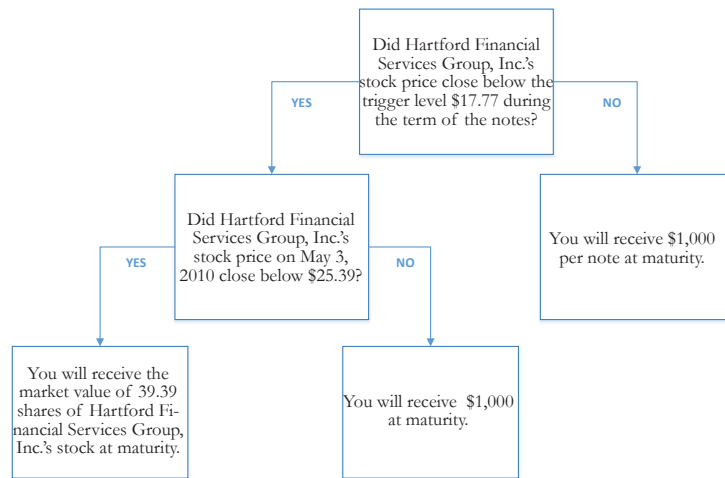 Did Hartford Financial
Services Group, Inc.'s
stock price close below the
trigger level $17.77 during
the term of the notes?
YES
NO
Did Hartford Financial
Services Group, Inc.'s
stock price on May 3,
2010 close below $25.39?
You will receive $1,000
per note at maturity.
YES
NO
You will receive the
market value of 39.39
shares of Hartford Fi-
nancial Services Group,
Inc.'s stock at maturity.
You will receive $1,000
at maturity.